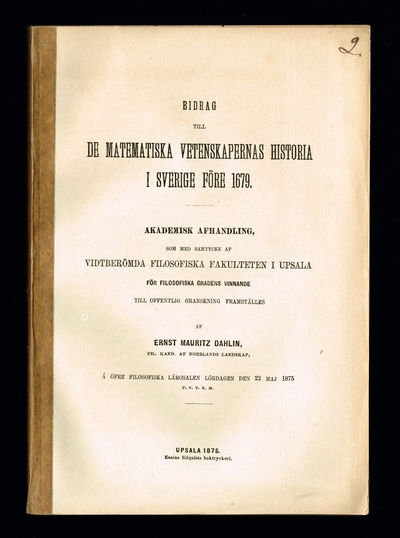 2.
BIDRAG
TILL
DE MATEMATISKA VETENSKAPERNAS HISTORIA
I SVERIGE FÖRE 1679.
AKADEMISK AFHANDLING,
SOM MED SAMTYCKE AF
VIDTBERÖMDA FILOSOFISKA FAKULTETEN I UPSALA
FÖR FILOSOFISKA GRADENS VINNANDE
TILL OFFENTLIG GRANSKNING FRAMSTÄLLES
AF
ERNST MAURITZ DAHLIN,
FIL. KAND. AF NORRLANDS LANDSKAP,
Å ÖFRE FILOSOFISKA LÄROSALEN LÖRDAGEN DEN 22 MAJ 1875
P. V. T. E. M.
UPSALA 1875.
Esaias Edquists boktryckeri.